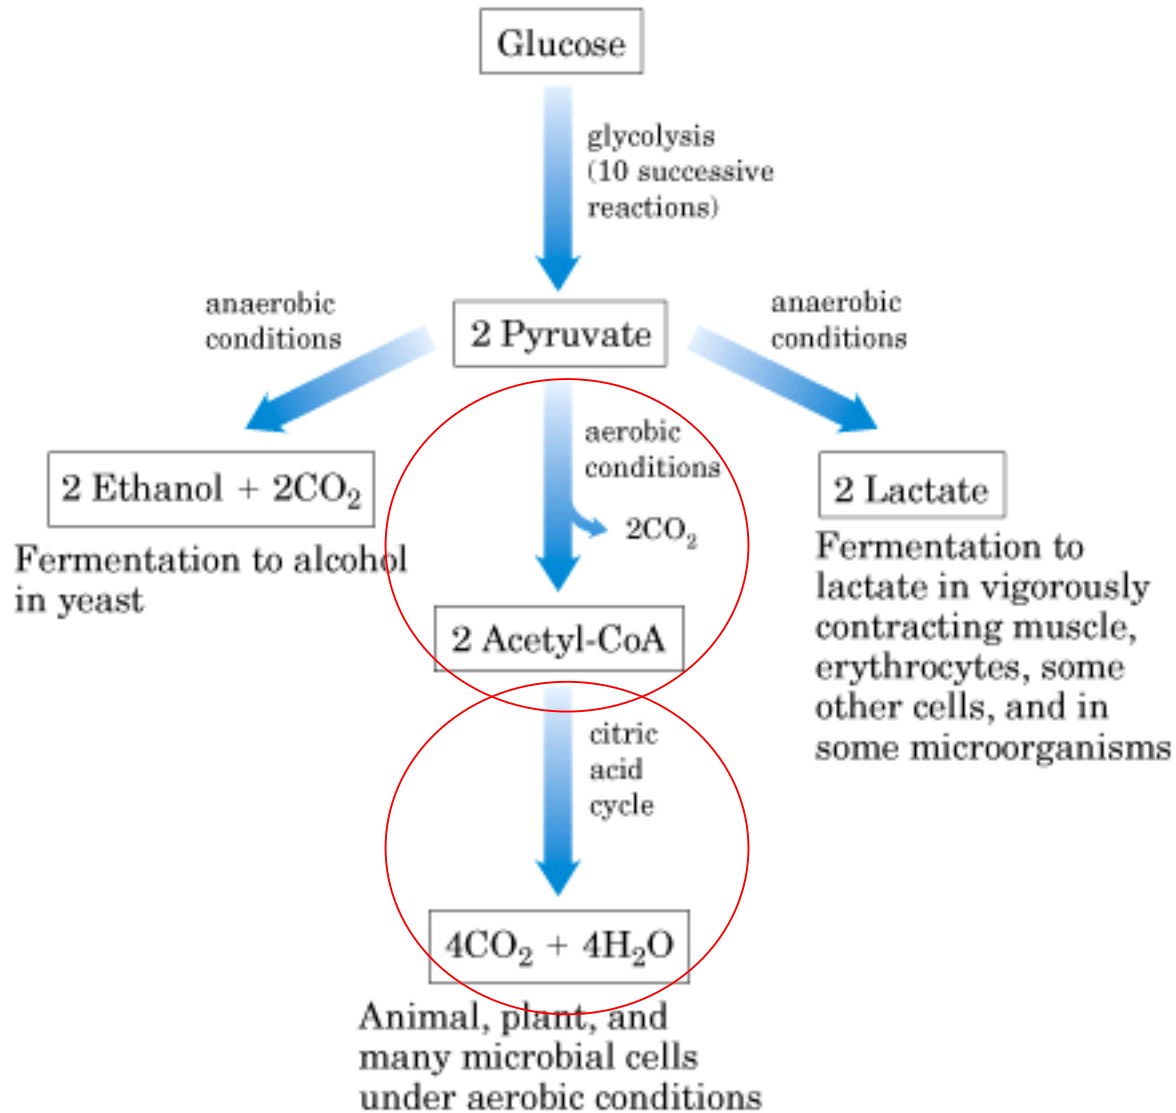 Glucose
glycolysis
(10 successive
reactions)
anaerobic
conditions
2 Pyruvate
anaerobic
conditions
aerobic
conditions
2CO₂
2 Ethanol + 2CO₂
Fermentation to alcohol
in yeast
2 Lactate
Fermentation to
lactate in vigorously
contracting muscle,
erythrocytes, some
other cells, and in
some microorganisms
2 Acetyl-CoA
citric
acid
cycle
4CO₂ + 4H₂O
Animal, plant, and
many microbial cells
under aerobic conditions